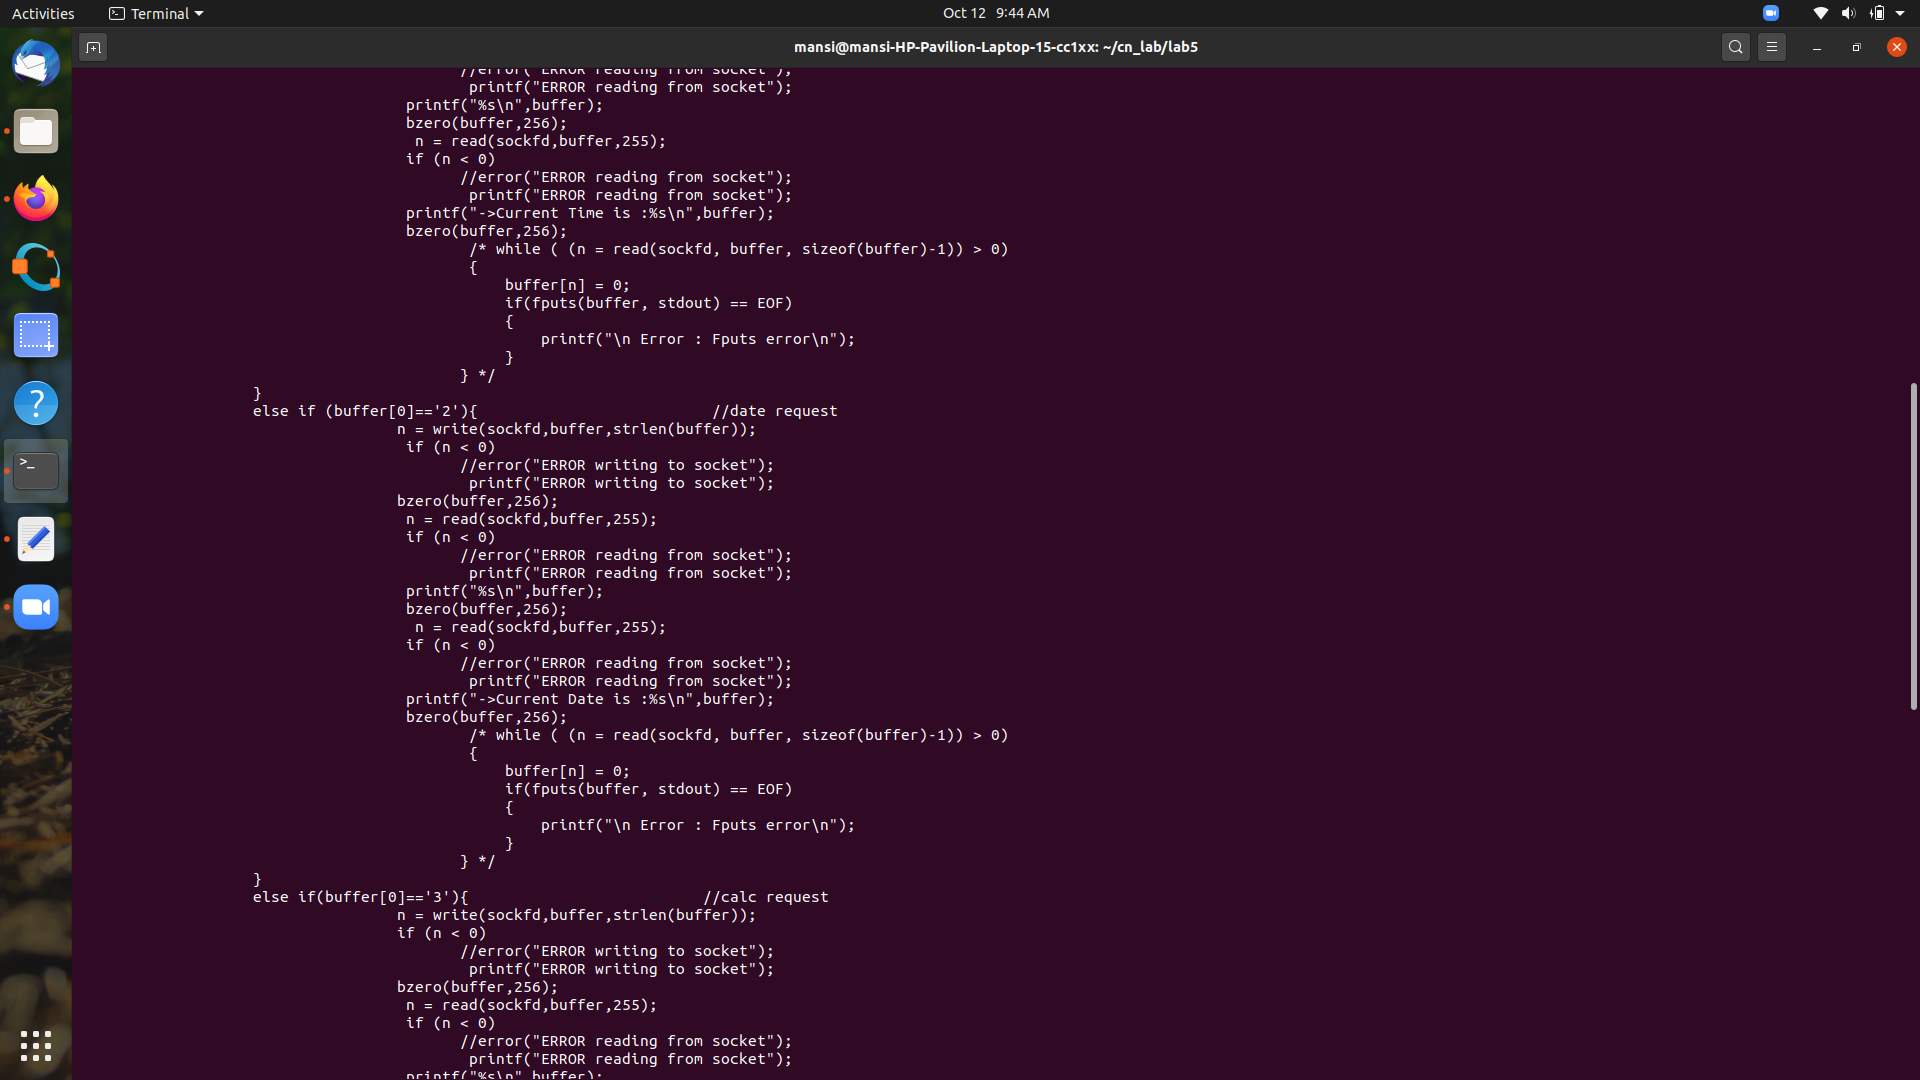 Activities
Terminal
Oct 12 9:44 AM
mansi@mansi-HP-Pavilion-Laptop-15-cc1xx: ~/cn_lab/lab5
//error("ERROR reading from socket");
printf("ERROR reading from socket");
printf("%s\n",buffer);
bzero(buffer,256);
n = read(sockfd,buffer,255);
if (n < 0)
//error("ERROR reading from socket");
printf("ERROR reading from socket");
printf("->Current Time is :%s\n",buffer);
bzero(buffer,256);
/* while ( (n = read(sockfd, buffer, sizeof(buffer)-1)) > 0)
{
buffer[n] = 0;
if(fputs(buffer, stdout) == EOF)
{
printf("\n Error : Fputs error\n");
}
} */
}
else if (buffer[0]=='2'){ //date request
n = write(sockfd,buffer,strlen(buffer));
if (n < 0)
//error("ERROR writing to socket");
printf("ERROR writing to socket");
bzero(buffer,256);
n = read(sockfd,buffer,255);
if (n < 0)
//error("ERROR reading from socket");
printf("ERROR reading from socket");
printf("%s\n",buffer);
bzero(buffer,256);
n = read(sockfd,buffer,255);
if (n < 0)
//error("ERROR reading from socket");
printf("ERROR reading from socket");
printf("->Current Date is :%s\n",buffer);
bzero(buffer,256);
/* while ( (n = read(sockfd, buffer, sizeof(buffer)-1)) > 0)
{
buffer[n] = 0;
if(fputs(buffer, stdout) == EOF)
{
printf("\n Error : Fputs error\n");
}
} */
}
else if(buffer[0]=='3'){ //calc request
n = write(sockfd,buffer,strlen(buffer));
if (n < 0)
//error("ERROR writing to socket");
printf("ERROR writing to socket");
bzero(buffer,256);
n = read(sockfd,buffer,255);
if (n < 0)
//error("ERROR reading from socket");
printf("ERROR reading from socket");
printf("%s\n",buffer);